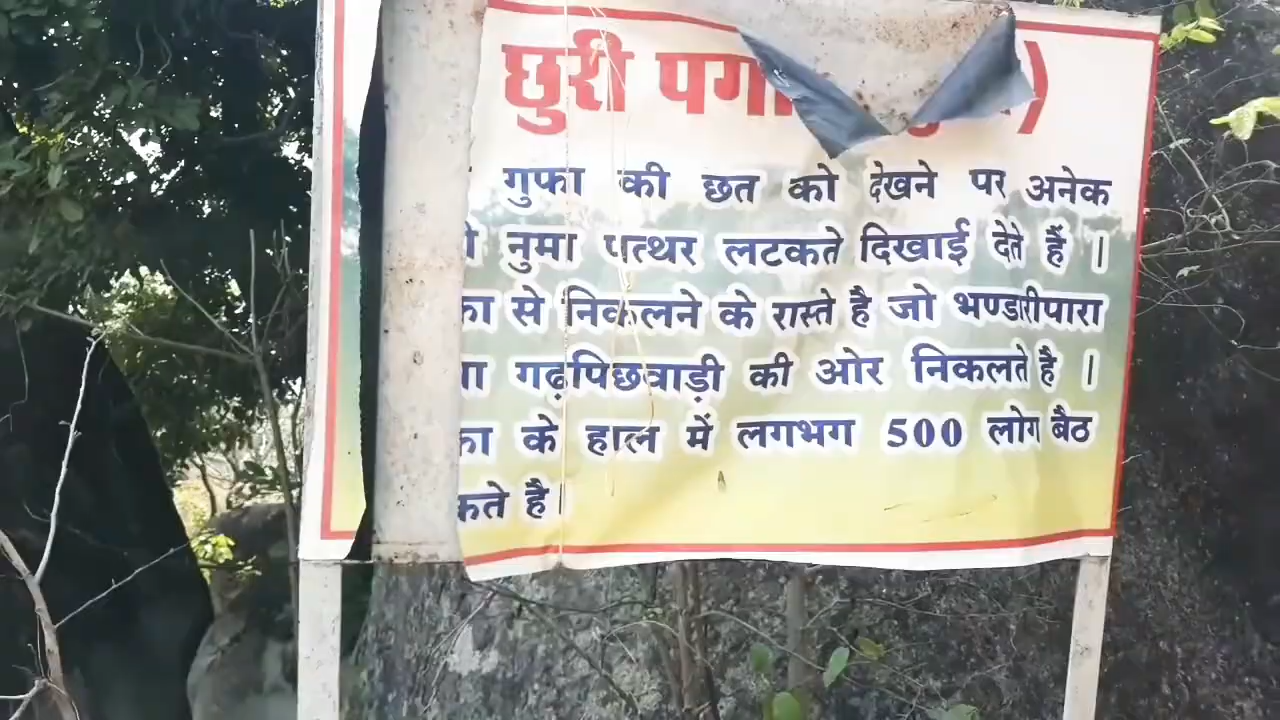 छुरी पगा
गुफा की छत को देखने पर अनेक
नुमा पत्थर लटकते दिखाई देते हैं ।
से निकलने के रास्ते है जो भण्डारीपारा
गढ़पिछवाड़ी की ओर निकलते है ।
के हाल में लगभग 500 लोग बैठ
कते है।